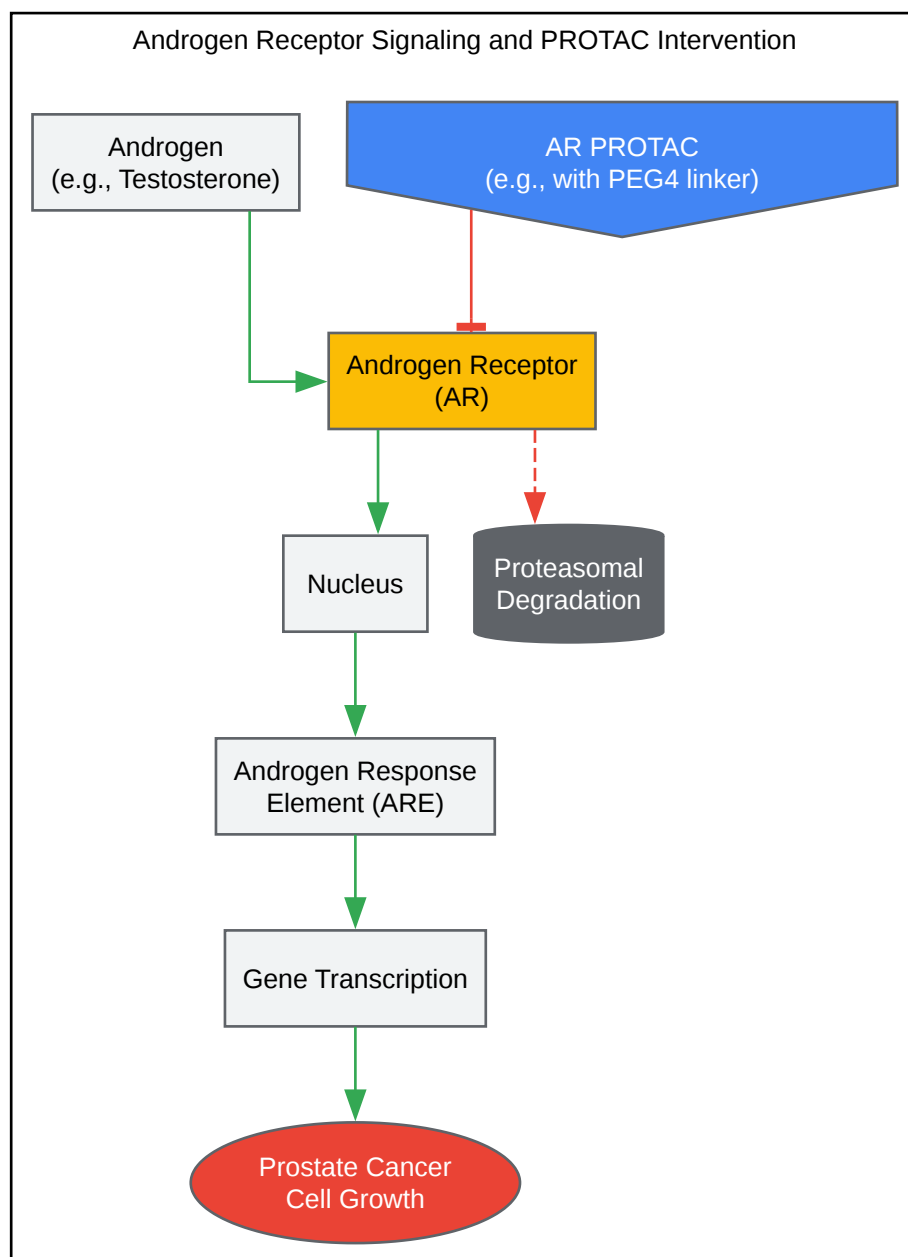 Androgen Receptor Signaling and PROTAC Intervention
Androgen
(e.g., Testosterone)
AR PROTAC
(e.g., with PEG4 linker)
Androgen Receptor
(AR)
Nucleus
Proteasomal
Degradation
Androgen Response
Element (ARE)
Gene Transcription
Prostate Cancer
Cell Growth